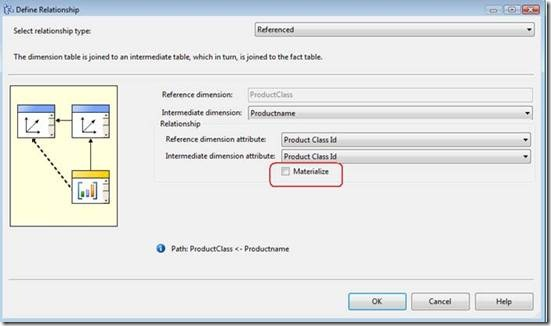 Define Relationship
Select relationship type: Referenced
The dimension table is joined to an intermediate table, which in turn, is joined to the fact table.
Reference dimension: ProductClass
Intermediate dimension: Productname
Relationship
Reference dimension attribute: Product Class Id
Intermediate dimension attribute: Product Class Id
Materialize
Path: ProductClass <- Productname
OK Cancel Help